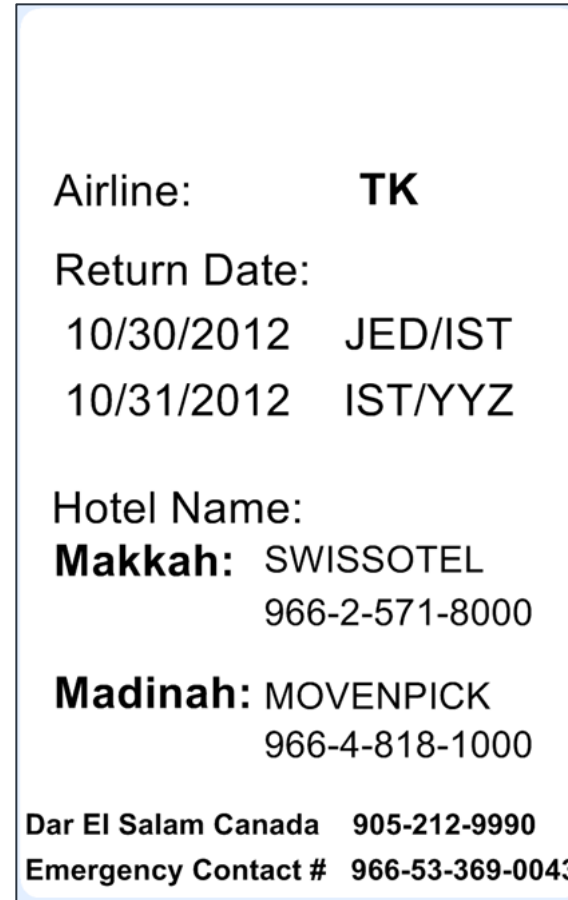 Airline: TK
Return Date:
10/30/2012 JED/IST
10/31/2012 IST/YYZ
Hotel Name:
Makkah: SWISSOTEL
966-2-571-8000
Madinah: MOVENPICK
966-4-818-1000
Dar El Salam Canada 905-212-9990
Emergency Contact # 966-53-369-0043